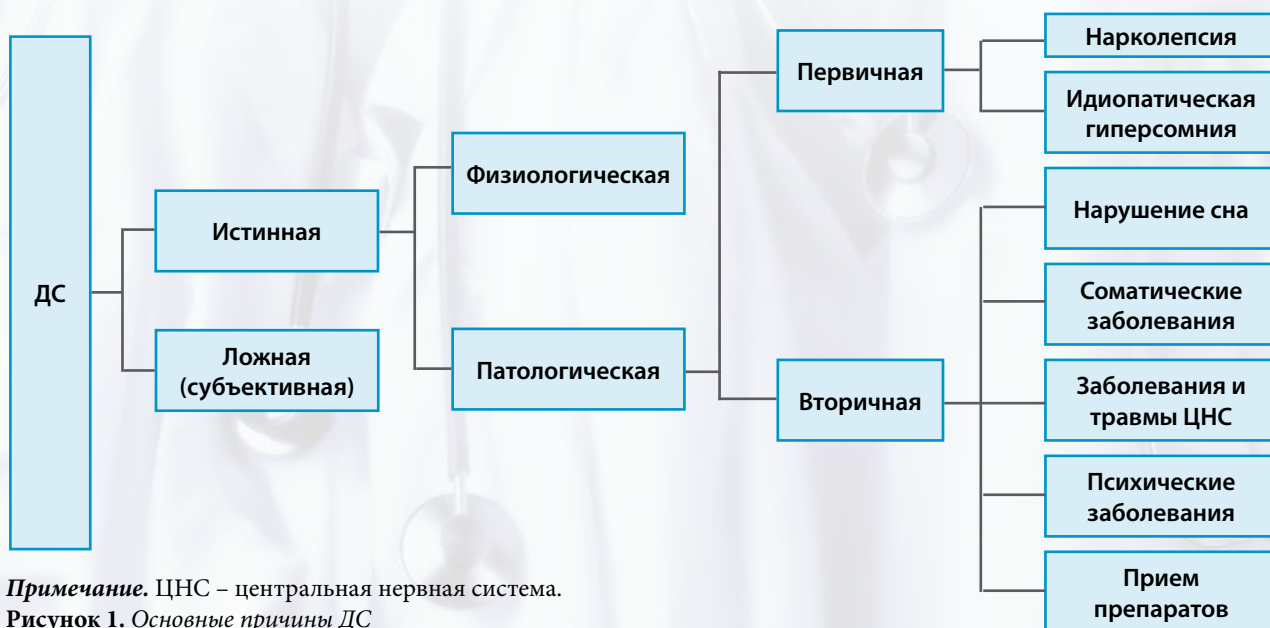 ДС
Истинная
Ложная
(субъективная)
Физиологическая
Патологическая
Первичная
Вторичная
Нарколепсия
Идиопатическая
гиперсомния
Нарушение сна
Соматические
заболевания
Заболевания и
травмы ЦНС
Психические
заболевания
Прием
препаратов
Примечание. ЦНС – центральная нервная система.
Рисунок 1. Основные причины ДС